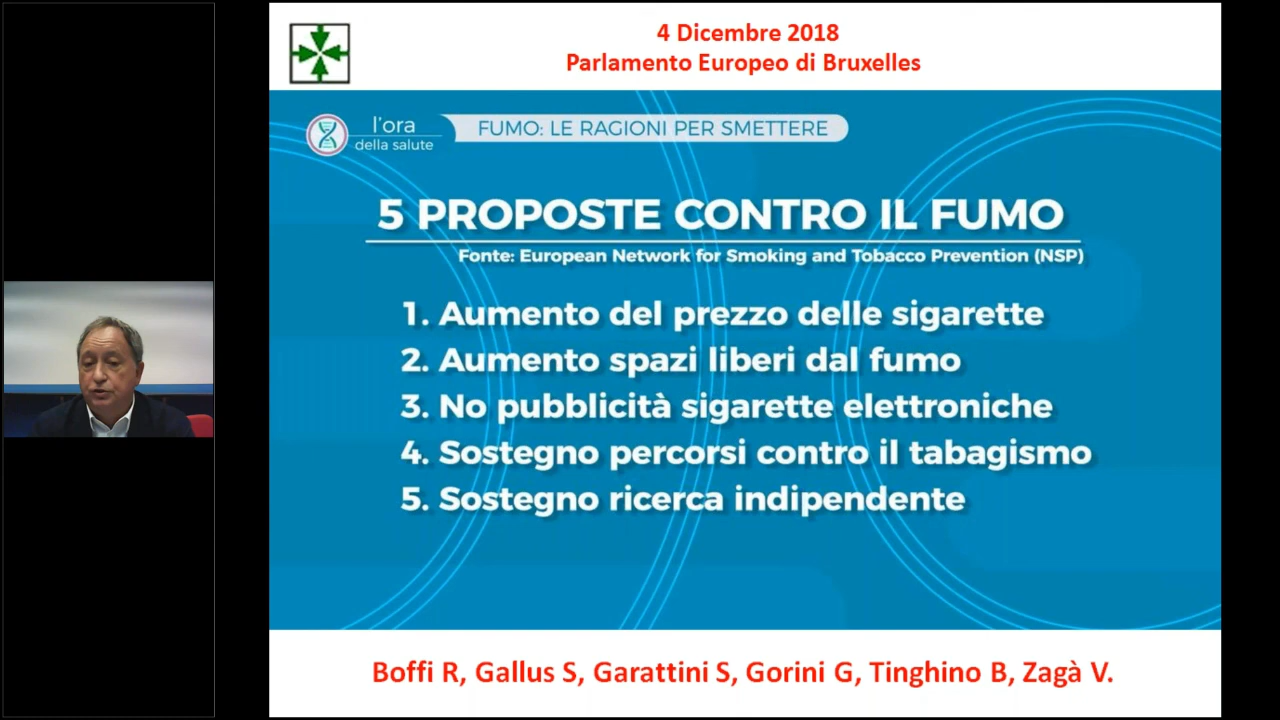 4 Dicembre 2018
Parlamento Europeo di Bruxelles
l'ora
della salute
FUMO: LE RAGIONI PER SMETTERE
5 PROPOSTE CONTRO IL FUMO
Fonte: European Network for Smoking and Tobacco Prevention (NSP)
1. Aumento del prezzo delle sigarette
2. Aumento spazi liberi dal fumo
3. No pubblicità sigarette elettroniche
4. Sostegno percorsi contro il tabagismo
5. Sostegno ricerca indipendente
Boffi R, Gallus S, Garattini S, Gorini G, Tinghino B, Zagà V.